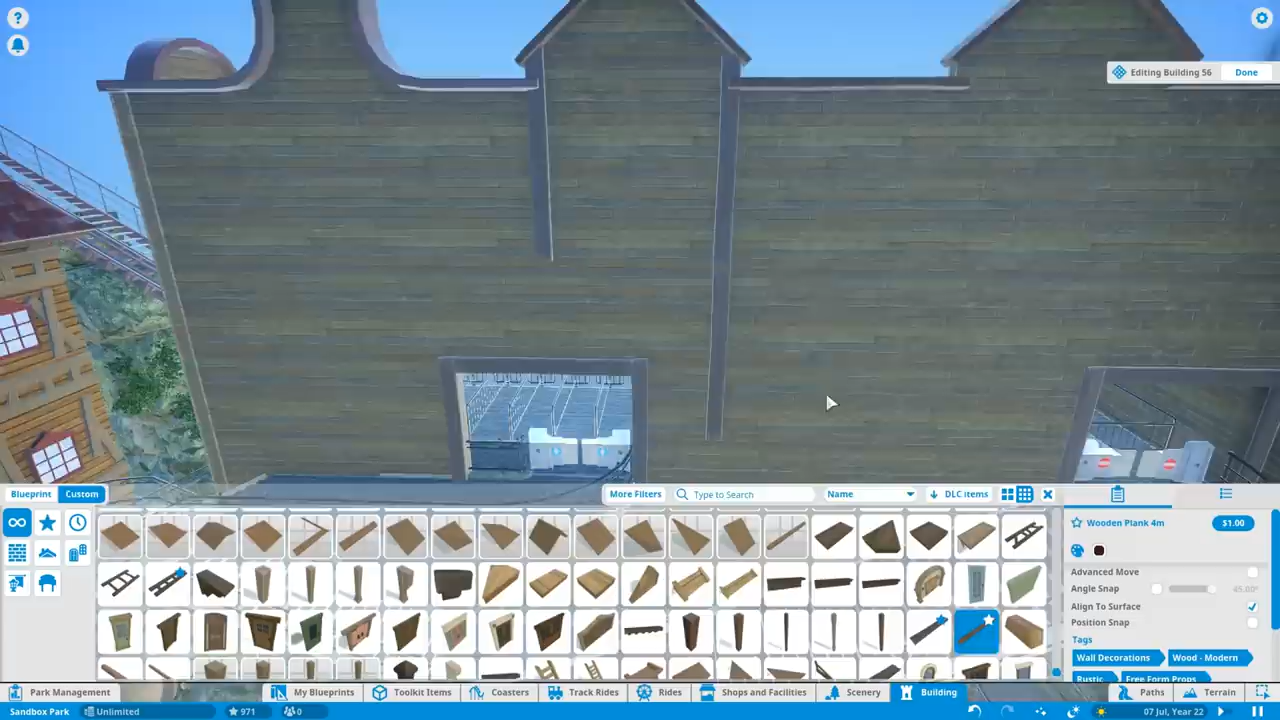 ?
Editing Building 56 Done
Blueprint Custom More Filters Type to Search Name DLC Items
Wooden Plank 4m $1.00
Advanced Move
Angle Snap 45.00°
Align To Surface
Position Snap
Tags
Wall Decorations Wood - Modern
Rustic Free Form Props
Park Management My Blueprints Toolkit Items Coasters Track Rides Rides Shops and Facilities Scenery Building Paths Terrain
Sandbox Park Unlimited 971 0 07 Jul, Year 22